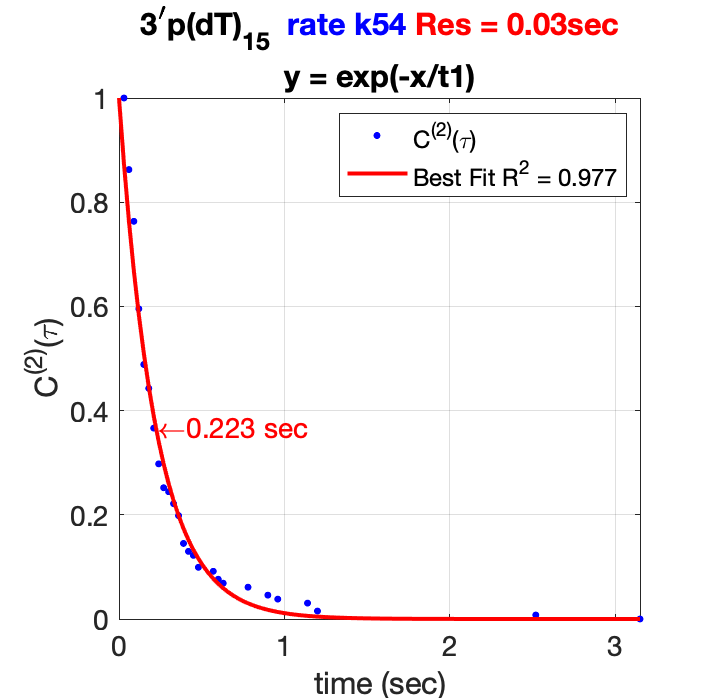 3′p(dT)₁₅ rate k54 Res = 0.03sec
y = exp(-x/t1)
C⁽²⁾(τ)
Best Fit R² = 0.977
1
0.8
0.6
0.4
0.2
0
C⁽²⁾(τ)
←0.223 sec
0 1 2 3
time (sec)